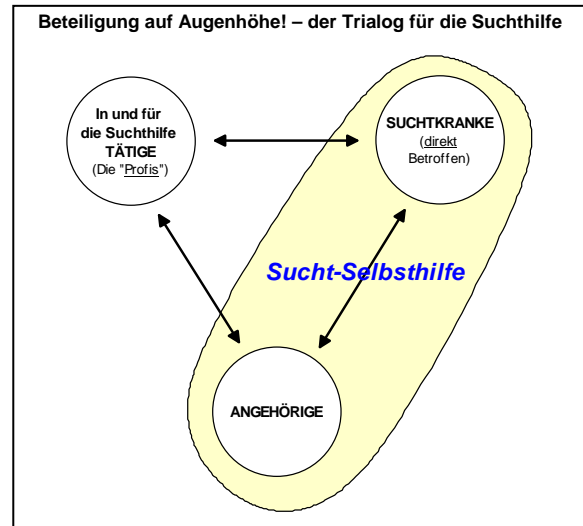 Beteiligung auf Augenhöhe! – der Trialog für die Suchthilfe
In und für
die Suchthilfe
TÄTIGE
(Die "Profis")
SUCHTKRANKE
(direkt
Betroffen)
Sucht-Selbsthilfe
ANGEHÖRIGE